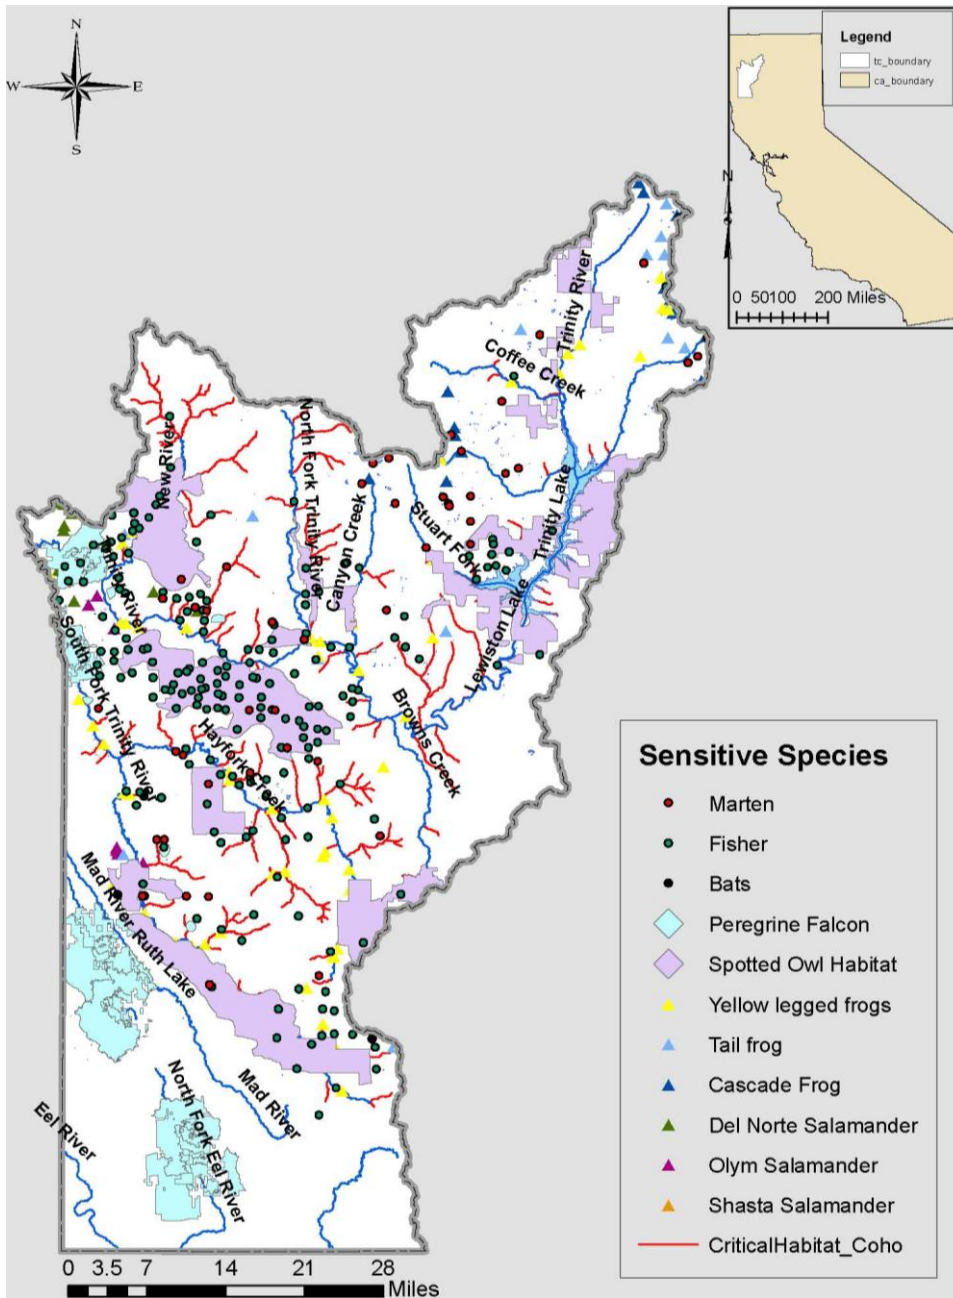 N
W
E
S
Legend
tc_boundary
ca_boundary
N
S
0 50100 200 Miles
Trinity River
Coffee Creek
New River
North Fork Trinity River
Canyon Creek
Stuart Fork
Trinity Lake
Lewiston Lake
Trinity River
South Fork Trinity River
Browns Creek
Hayfork Creek
Mad River
Ruth Lake
Mad River
North Fork Eel River
Eel River
Sensitive Species
Marten
Fisher
Bats
Peregrine Falcon
Spotted Owl Habitat
Yellow legged frogs
Tail frog
Cascade Frog
Del Norte Salamander
Olym Salamander
Shasta Salamander
CriticalHabitat_Coho
0 3.5 7 14 21 28
Miles